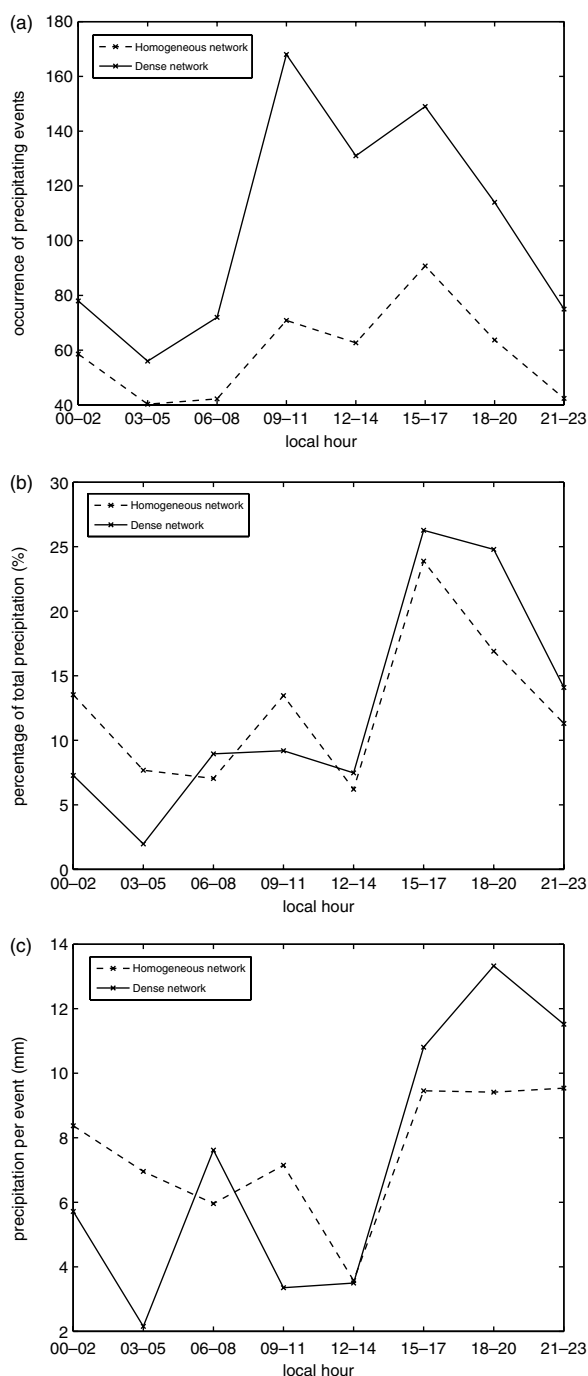 (a)
180
160
140
120
100
80
60
40
occurrence of precipitating events
Homogeneous network
Dense network
00–02 03–05 06–08 09–11 12–14 15–17 18–20 21–23
local hour
(b)
30
25
20
15
10
5
0
percentage of total precipitation (%)
Homogeneous network
Dense network
00–02 03–05 06–08 09–11 12–14 15–17 18–20 21–23
local hour
(c)
14
12
10
8
6
4
2
precipitation per event (mm)
Homogeneous network
Dense network
00–02 03–05 06–08 09–11 12–14 15–17 18–20 21–23
local hour